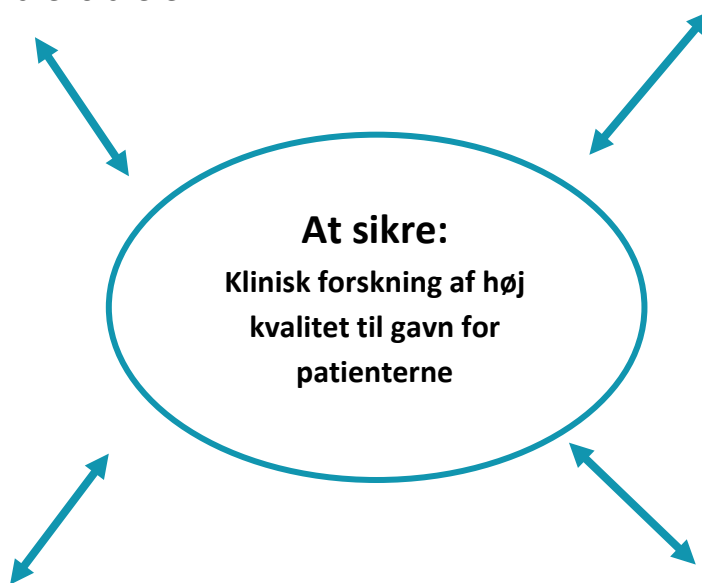 At sikre:
Klinisk forskning af høj
kvalitet til gavn for
patienterne